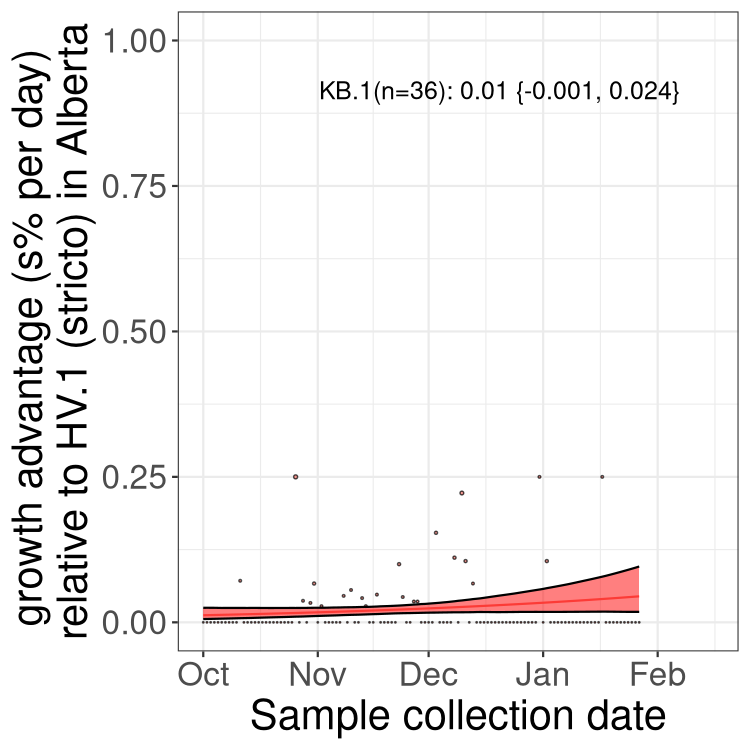 growth advantage (s% per day)
relative to HV.1 (stricto) in Alberta
1.00
0.75
0.50
0.25
0.00
KB.1(n=36): 0.01 {-0.001, 0.024}
Oct Nov Dec Jan Feb
Sample collection date